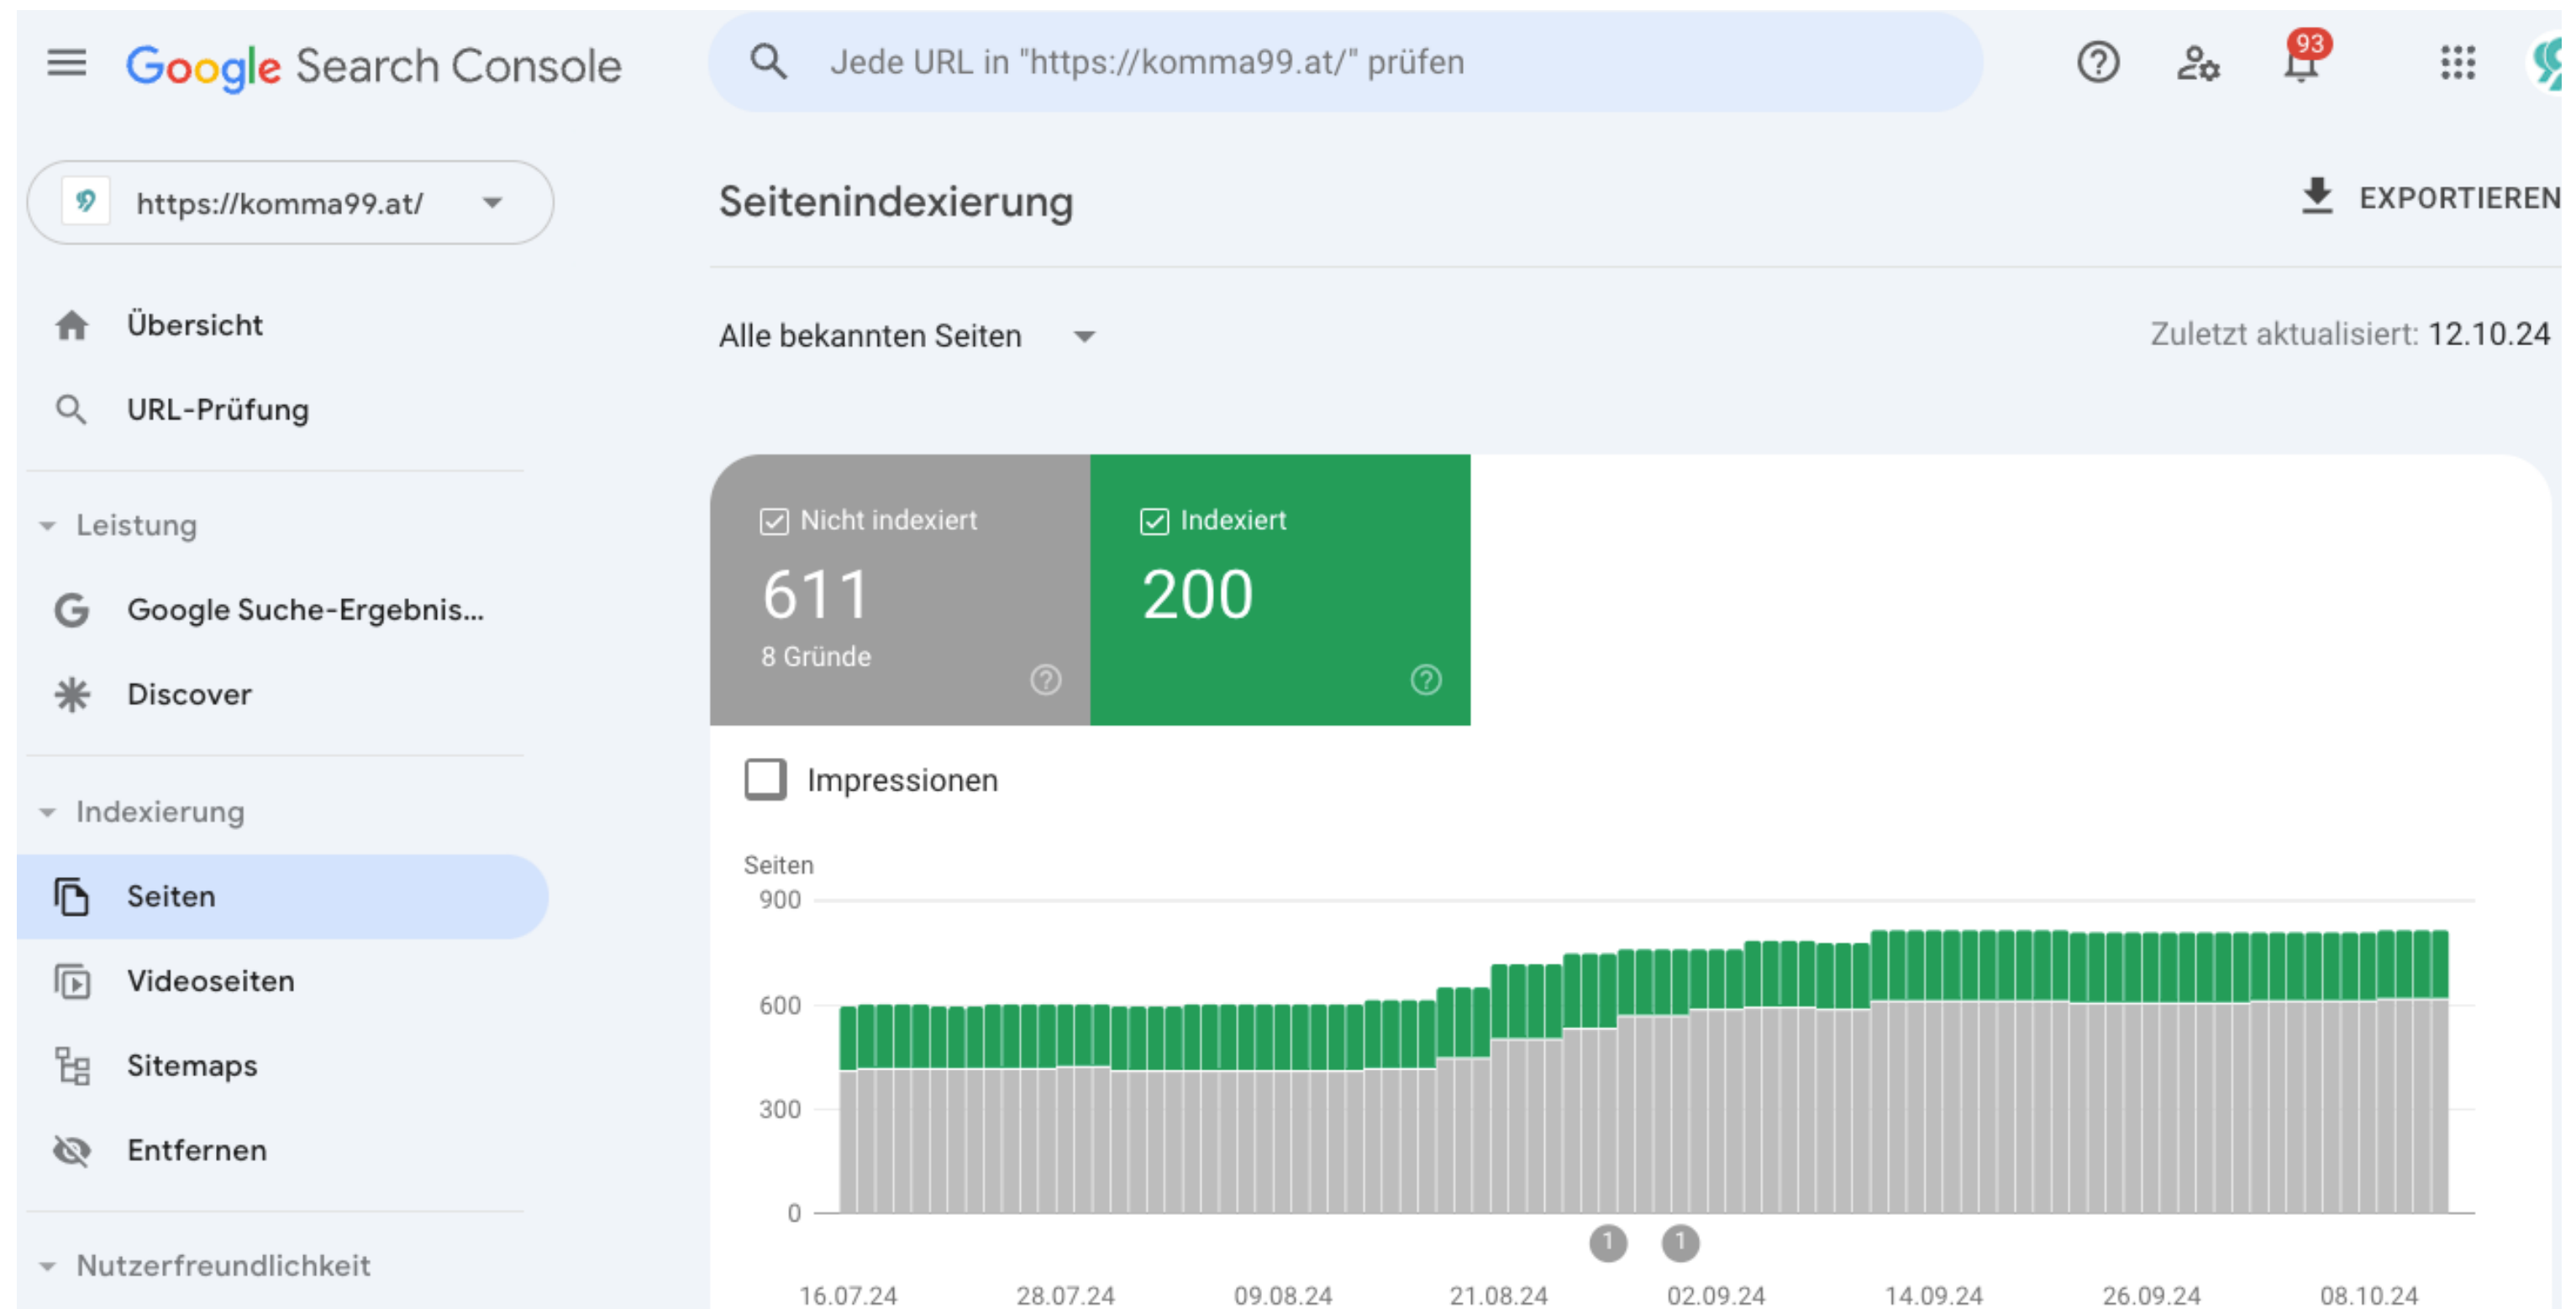 Google Search Console
Jede URL in "https://komma99.at/" prüfen
93
https://komma99.at/
Übersicht
URL-Prüfung
Leistung
Google Suche-Ergebnis...
Discover
Indexierung
Seiten
Videoseiten
Sitemaps
Entfernen
Nutzerfreundlichkeit
Seitenindexierung
EXPORTIEREN
Alle bekannten Seiten
Zuletzt aktualisiert: 12.10.24
Nicht indexiert
611
8 Gründe
Indexiert
200
Impressionen
Seiten
900
600
300
0
1 1
16.07.24 28.07.24 09.08.24 21.08.24 02.09.24 14.09.24 26.09.24 08.10.24